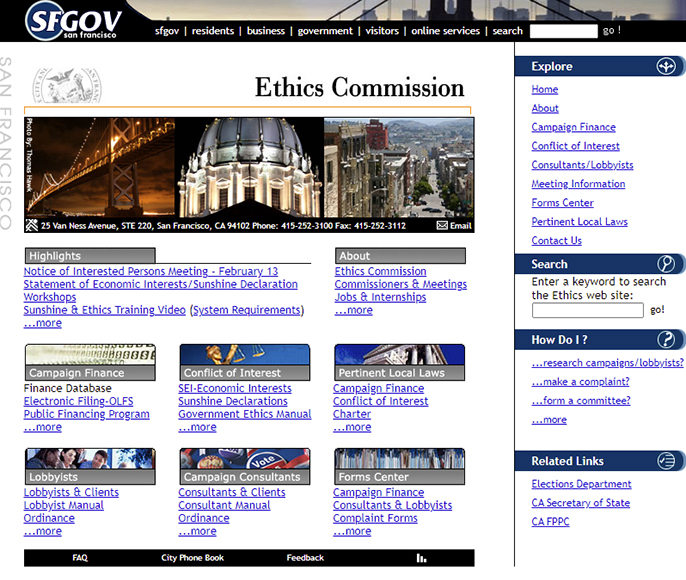 SFGOV
san francisco
sfgov | residents | business | government | visitors | online services | search go !
SAN FRANCISCO
Ethics Commission
Photo By: Thomas Hawk
25 Van Ness Avenue, STE 220, San Francisco, CA 94102 Phone: 415-252-3100 Fax: 415-252-3112 Email
Highlights
Notice of Interested Persons Meeting - February 13
Statement of Economic Interests/Sunshine Declaration
Workshops
Sunshine & Ethics Training Video (System Requirements)
...more
About
Ethics Commission
Commissioners & Meetings
Jobs & Internships
...more
Campaign Finance
Finance Database
Electronic Filing-OLFS
Public Financing Program
...more
Conflict of Interest
SEI-Economic Interests
Sunshine Declarations
Government Ethics Manual
...more
Pertinent Local Laws
Campaign Finance
Conflict of Interest
Charter
...more
Lobbyists
Lobbyists & Clients
Lobbyist Manual
Ordinance
...more
Vote
Campaign Consultants
Consultants & Clients
Consultant Manual
Ordinance
...more
Forms Center
Campaign Finance
Consultants & Lobbyists
Complaint Forms
...more
FAQ City Phone Book Feedback
Explore
Home
About
Campaign Finance
Conflict of Interest
Consultants/Lobbyists
Meeting Information
Forms Center
Pertinent Local Laws
Contact Us
Search
Enter a keyword to search
the Ethics web site:
go!
How Do I ?
...research campaigns/lobbyists?
...make a complaint?
...form a committee?
...more
Related Links
Elections Department
CA Secretary of State
CA FPPC